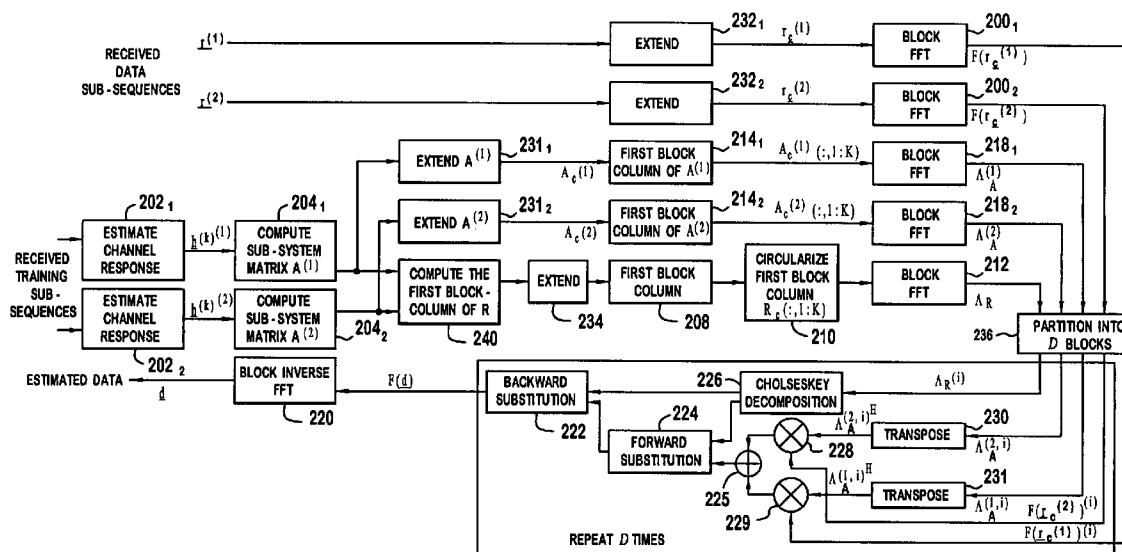 RECEIVED
DATA
SUB-SEQUENCES
r(1)
EXTEND
232₁
r_c(1)
BLOCK
FFT
200₁
F(r_c(1))
r(2)
EXTEND
232₂
r_c(2)
BLOCK
FFT
200₂
F(r_c(2))
EXTEND A(1)
231₁
A_c(1)
FIRST BLOCK
COLUMN OF A(1)
214₁
A_c(1) (:,1:K)
BLOCK
FFT
218₁
Λ_A(1)
EXTEND A(2)
231₂
A_c(2)
FIRST BLOCK
COLUMN OF A(2)
214₂
A_c(2) (:,1:K)
BLOCK
FFT
218₂
Λ_A(2)
RECEIVED
TRAINING
SUB-
SEQUENCES
202₁
ESTIMATE
CHANNEL
RESPONSE
h(k)(1)
204₁
COMPUTE
SUB-SYSTEM
MATRIX A(1)
ESTIMATE
CHANNEL
RESPONSE
202₂
h(k)(2)
COMPUTE
SUB-SYSTEM
MATRIX A(2)
204₂
COMPUTE THE
FIRST BLOCK-
COLUMN OF R
240
EXTEND
234
FIRST BLOCK
COLUMN
208
CIRCULARIZE
FIRST BLOCK
COLUMN
R_c(:,1:K)
210
BLOCK
FFT
212
Λ_R
236
PARTITION INTO
D BLOCKS
ESTIMATED DATA
d
BLOCK INVERSE
FFT
220
F(d)
BACKWARD
SUBSTITUTION
222
226
CHOLSESKEY
DECOMPOSITION
Λ_R(i)
224
FORWARD
SUBSTITUTION
225
228
Λ_A(2,i)H
TRANSPOSE
230
Λ_A(2,i)
229
Λ_A(1,i)H
TRANSPOSE
231
Λ_A(1,i)
F(r_c(2))(i)
F(r_c(1))(i)
REPEAT D TIMES